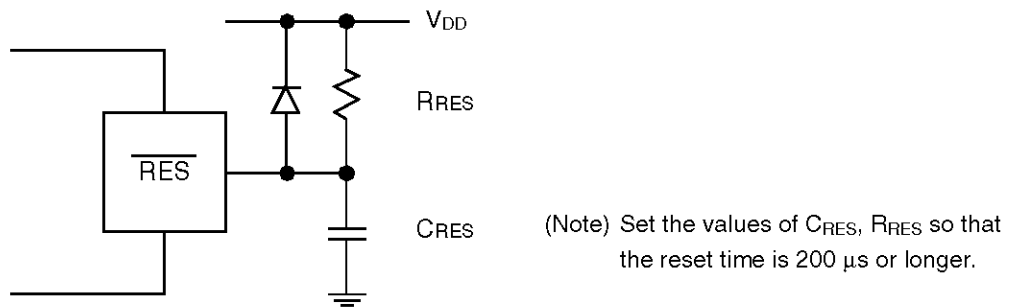 VDD
RRES
RES
CRES
(Note) Set the values of CRES, RRES so that
the reset time is 200 μs or longer.